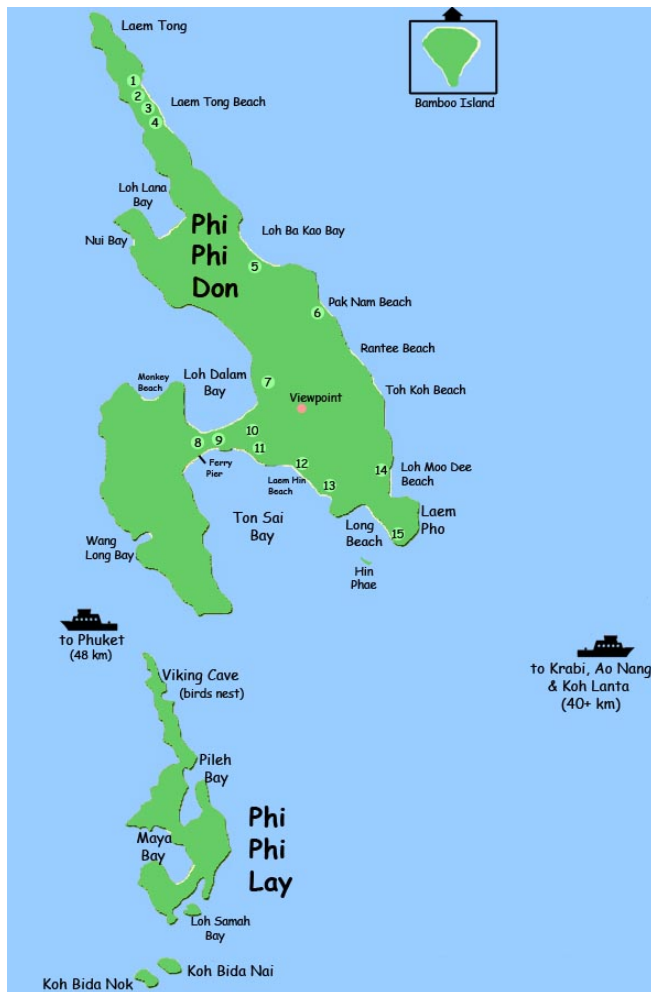 Laem Tong
Bamboo Island
1
2
3
4
Laem Tong Beach
Loh Lana
Bay
Nui Bay
Phi
Phi
Don
Loh Ba Kao Bay
5
Pak Nam Beach
6
Rantee Beach
Monkey
Beach
Loh Dalam
Bay
7
Viewpoint
Toh Koh Beach
8
9
10
11
Ferry
Pier
12
Laem Hin
Beach
13
14
Loh Moo Dee
Beach
Ton Sai
Bay
Long
Beach
15
Laem
Pho
Wang
Long Bay
Hin
Phae
to Phuket
(48 km)
to Krabi, Ao Nang
& Koh Lanta
(40+ km)
Viking Cave
(birds nest)
Pileh
Bay
Maya
Bay
Phi
Phi
Lay
Loh Samah
Bay
Koh Bida Nai
Koh Bida Nok